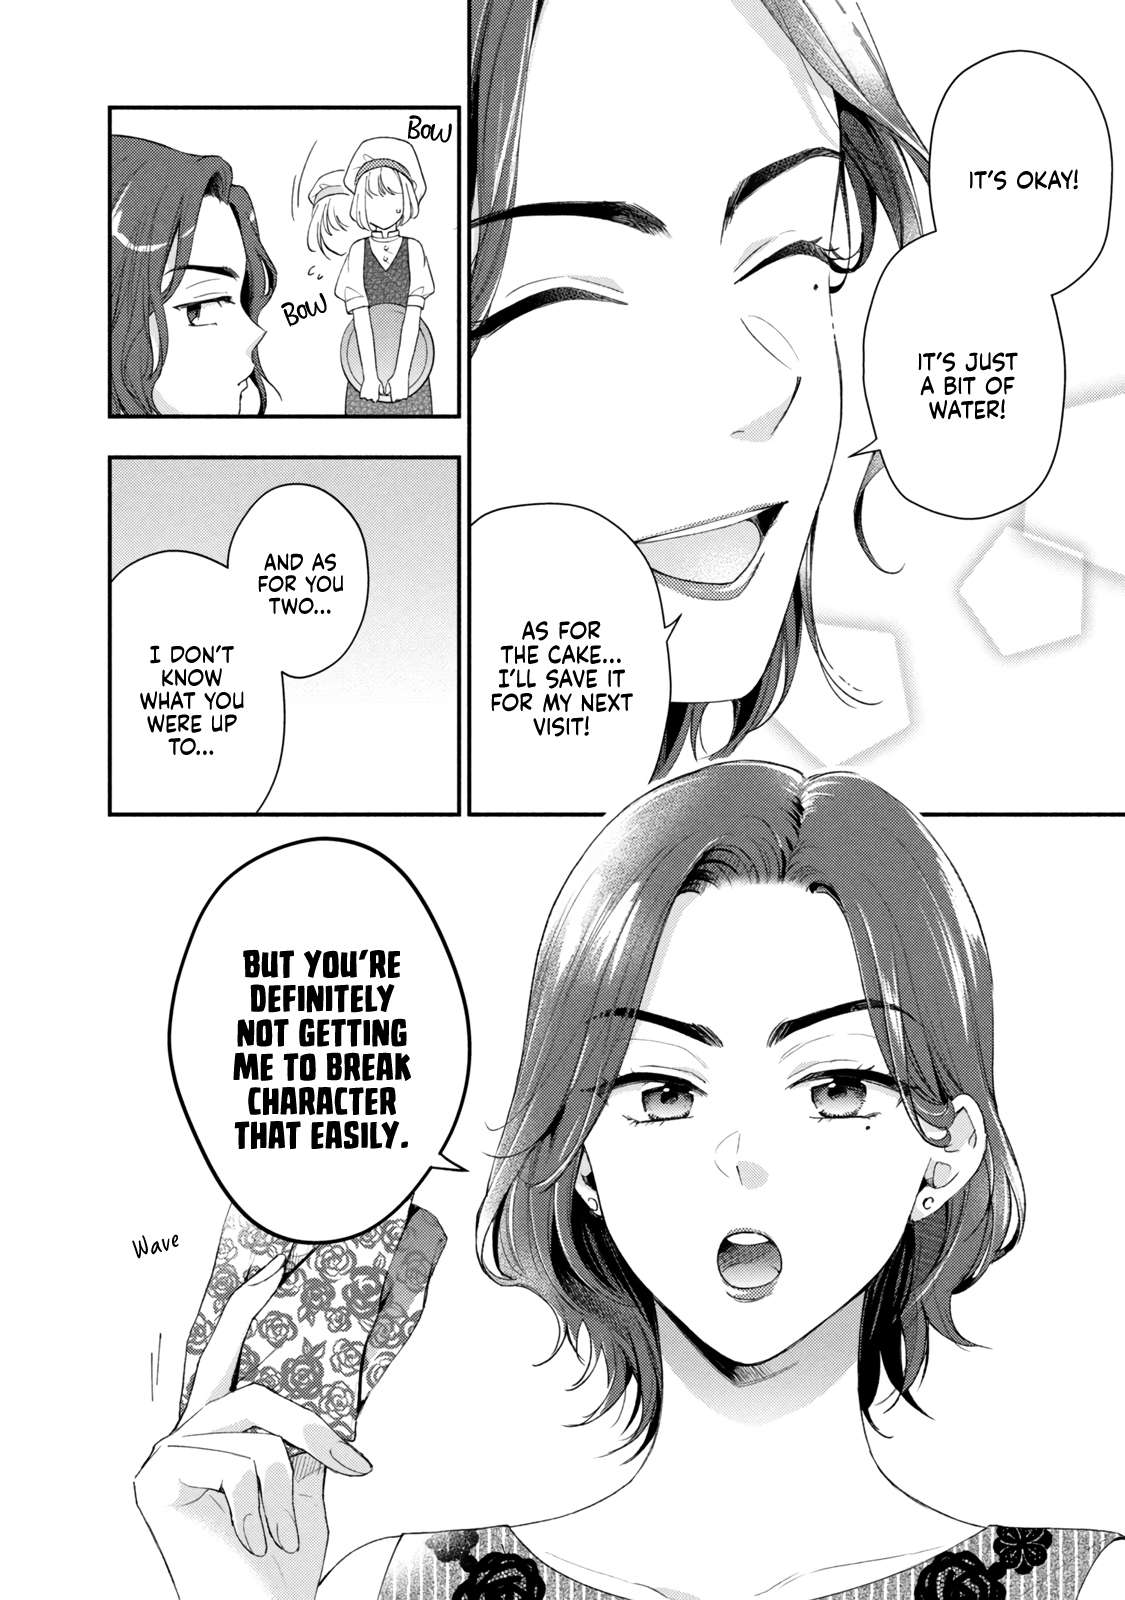 IT'S OKAY!
IT'S JUST
A BIT OF
WATER!
AS FOR
THE CAKE...
I'LL SAVE IT
FOR MY NEXT
VISIT!
BOW
BOW
AND AS
FOR YOU
TWO...
I DON'T
KNOW
WHAT YOU
WERE UP
TO...
BUT YOU'RE
DEFINITELY
NOT GETTING
ME TO BREAK
CHARACTER
THAT EASILY.
Wave